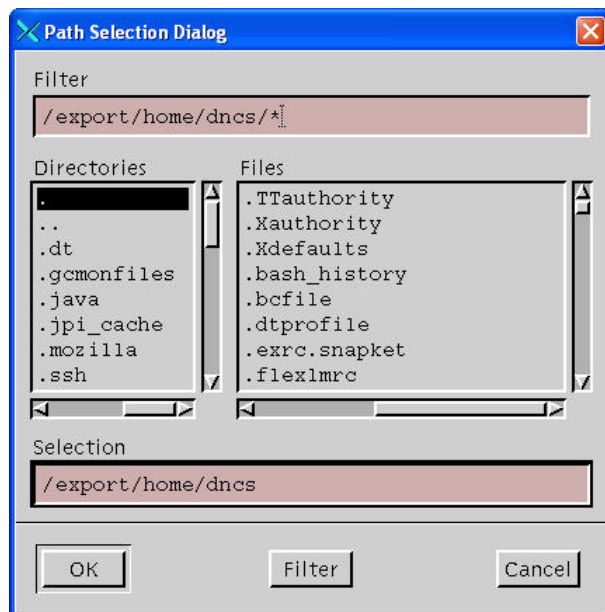 Path Selection Dialog
Filter
/export/home/dncs/*
Directories
.
..
.dt
.gcmonfiles
.java
.jpi_cache
.mozilla
.ssh
Files
.TTauthority
.Xauthority
.Xdefaults
.bash_history
.bcfile
.dtprofile
.exrc.snapket
.flexlmrc
Selection
/export/home/dncs
OK
Filter
Cancel